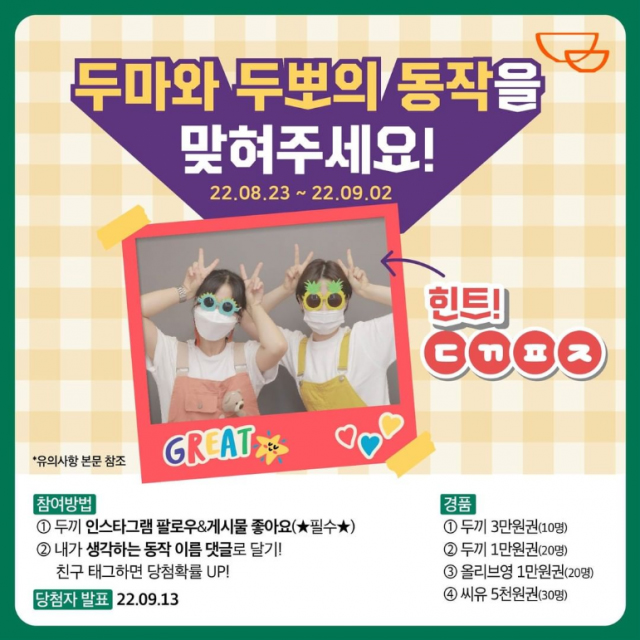 두마와 두뽀의 동작을
맞혀주세요!
22.08.23 ~ 22.09.02
힌트!
ㄷㄲㅍㅈ
GREAT
*유의사항 본문 참조
참여방법
① 두끼 인스타그램 팔로우&게시물 좋아요(★필수★)
② 내가 생각하는 동작 이름 댓글로 달기!
친구 태그하면 당첨확률 UP!
당첨자 발표 22.09.13
경품
① 두끼 3만원권(10명)
② 두끼 1만원권(20명)
③ 올리브영 1만원권(20명)
④ 씨유 5천원권(30명)